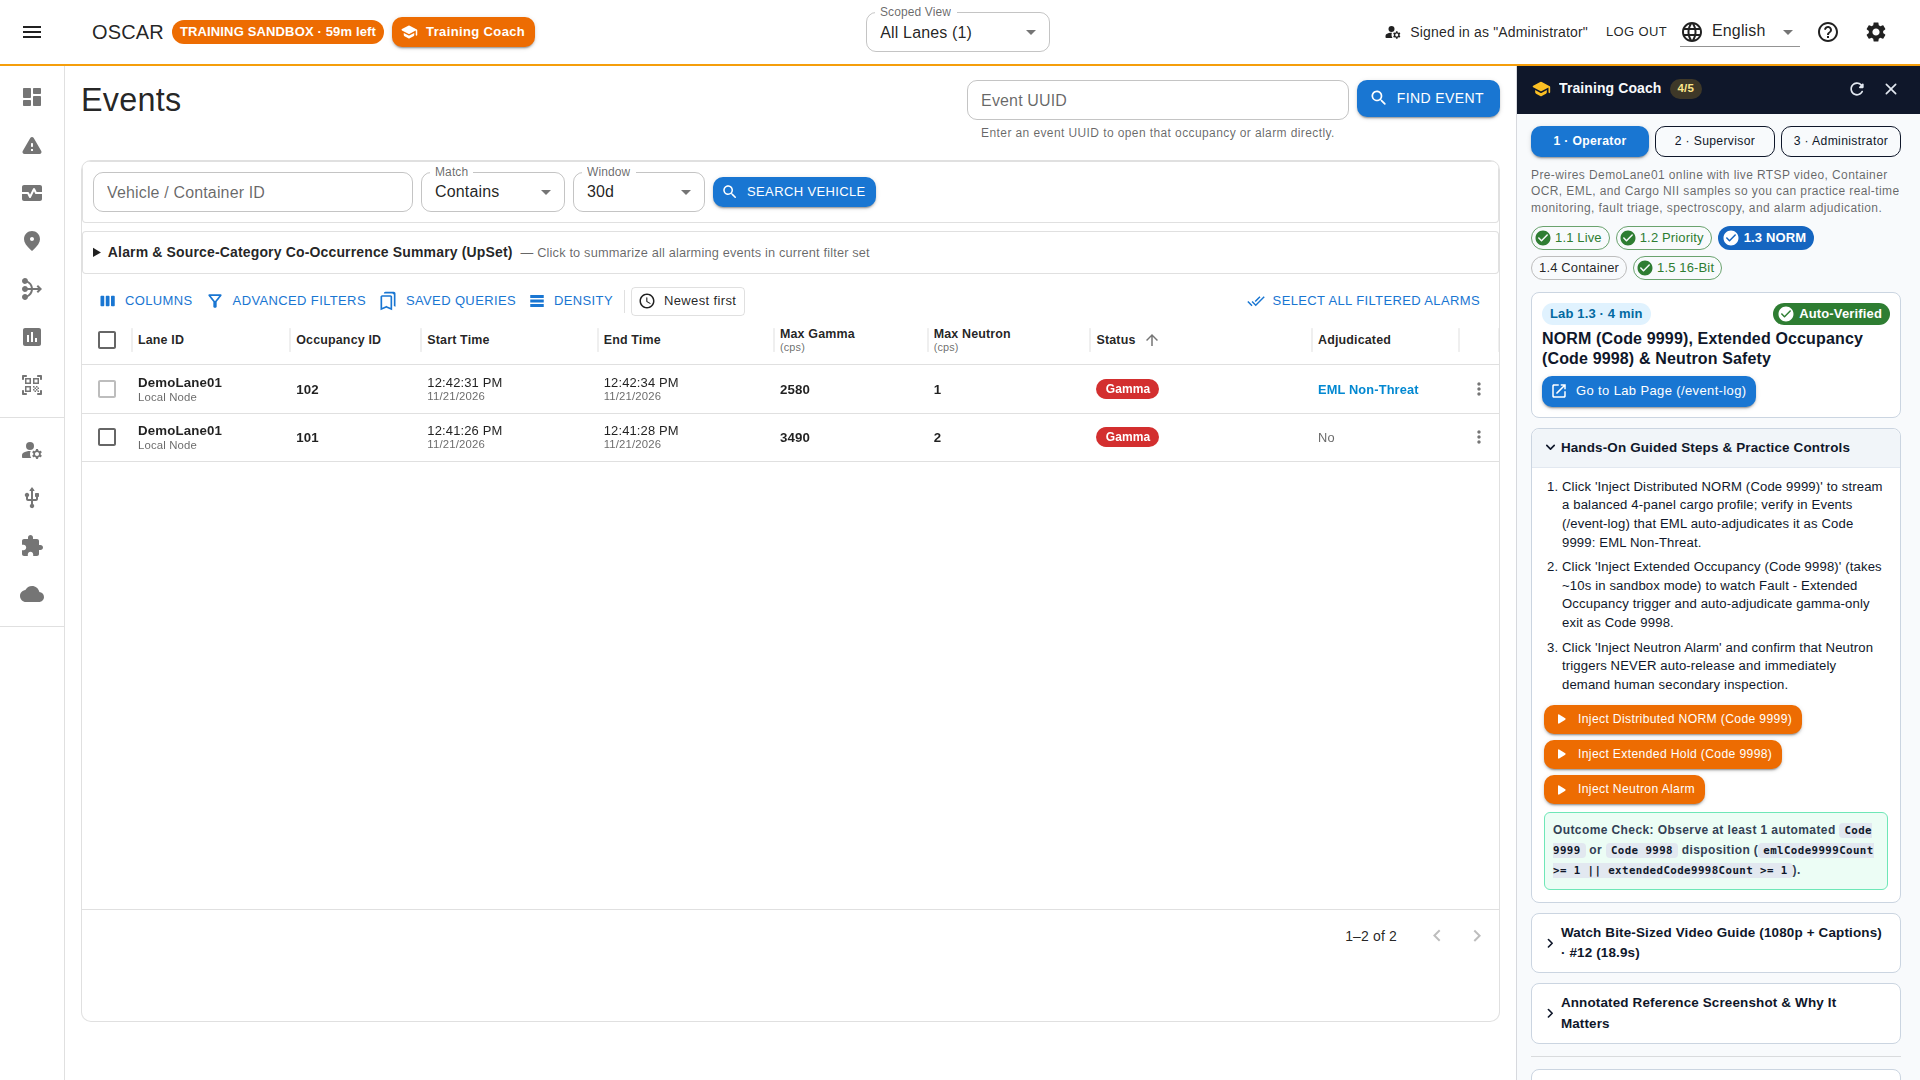 OSCAR
TRAINING SANDBOX · 59m left
Training Coach
Scoped View
All Lanes (1)
Signed in as "Administrator"
LOG OUT
English
Events
Event UUID
FIND EVENT
Enter an event UUID to open that occupancy or alarm directly.
Vehicle / Container ID
Match
Contains
Window
30d
SEARCH VEHICLE
Alarm & Source-Category Co-Occurrence Summary (UpSet) — Click to summarize all alarming events in current filter set
COLUMNS
ADVANCED FILTERS
SAVED QUERIES
DENSITY
Newest first
SELECT ALL FILTERED ALARMS
Lane ID
Occupancy ID
Start Time
End Time
Max Gamma
(cps)
Max Neutron
(cps)
Status
Adjudicated
DemoLane01
Local Node
102
12:42:31 PM
11/21/2026
12:42:34 PM
11/21/2026
2580
1
Gamma
EML Non-Threat
DemoLane01
Local Node
101
12:41:26 PM
11/21/2026
12:41:28 PM
11/21/2026
3490
2
Gamma
No
1–2 of 2
Training Coach
4/5
1 · Operator
2 · Supervisor
3 · Administrator
Pre-wires DemoLane01 online with live RTSP video, Container
OCR, EML, and Cargo NII samples so you can practice real-time
monitoring, fault triage, spectroscopy, and alarm adjudication.
1.1 Live
1.2 Priority
1.3 NORM
1.4 Container
1.5 16-Bit
Lab 1.3 · 4 min
Auto-Verified
NORM (Code 9999), Extended Occupancy
(Code 9998) & Neutron Safety
Go to Lab Page (/event-log)
Hands-On Guided Steps & Practice Controls
1. Click 'Inject Distributed NORM (Code 9999)' to stream
a balanced 4-panel cargo profile; verify in Events
(/event-log) that EML auto-adjudicates it as Code
9999: EML Non-Threat.
2. Click 'Inject Extended Occupancy (Code 9998)' (takes
~10s in sandbox mode) to watch Fault - Extended
Occupancy trigger and auto-adjudicate gamma-only
exit as Code 9998.
3. Click 'Inject Neutron Alarm' and confirm that Neutron
triggers NEVER auto-release and immediately
demand human secondary inspection.
Inject Distributed NORM (Code 9999)
Inject Extended Hold (Code 9998)
Inject Neutron Alarm
Outcome Check: Observe at least 1 automated Code
9999 or Code 9998 disposition (emlCode9999Count
>= 1 || extendedCode9998Count >= 1).
Watch Bite-Sized Video Guide (1080p + Captions)
· #12 (18.9s)
Annotated Reference Screenshot & Why It
Matters